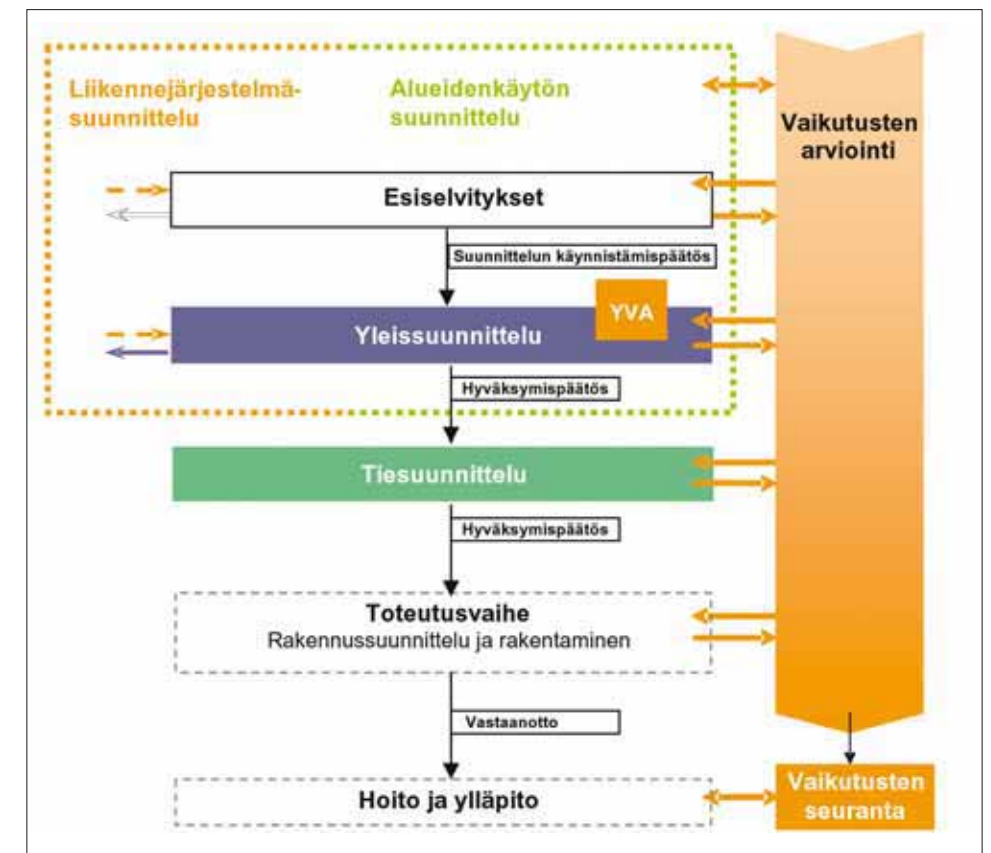 Liikennejärjestelmä-
suunnittelu
Alueidenkäytön
suunnittelu
Vaikutusten
arviointi
Esiselvitykset
Suunnittelun käynnistämispäätös
YVA
Yleissuunnittelu
Hyväksymispäätös
Tiesuunnittelu
Hyväksymispäätös
Toteutusvaihe
Rakennussuunnittelu ja rakentaminen
Vastaanotto
Hoito ja ylläpito
Vaikutusten
seuranta